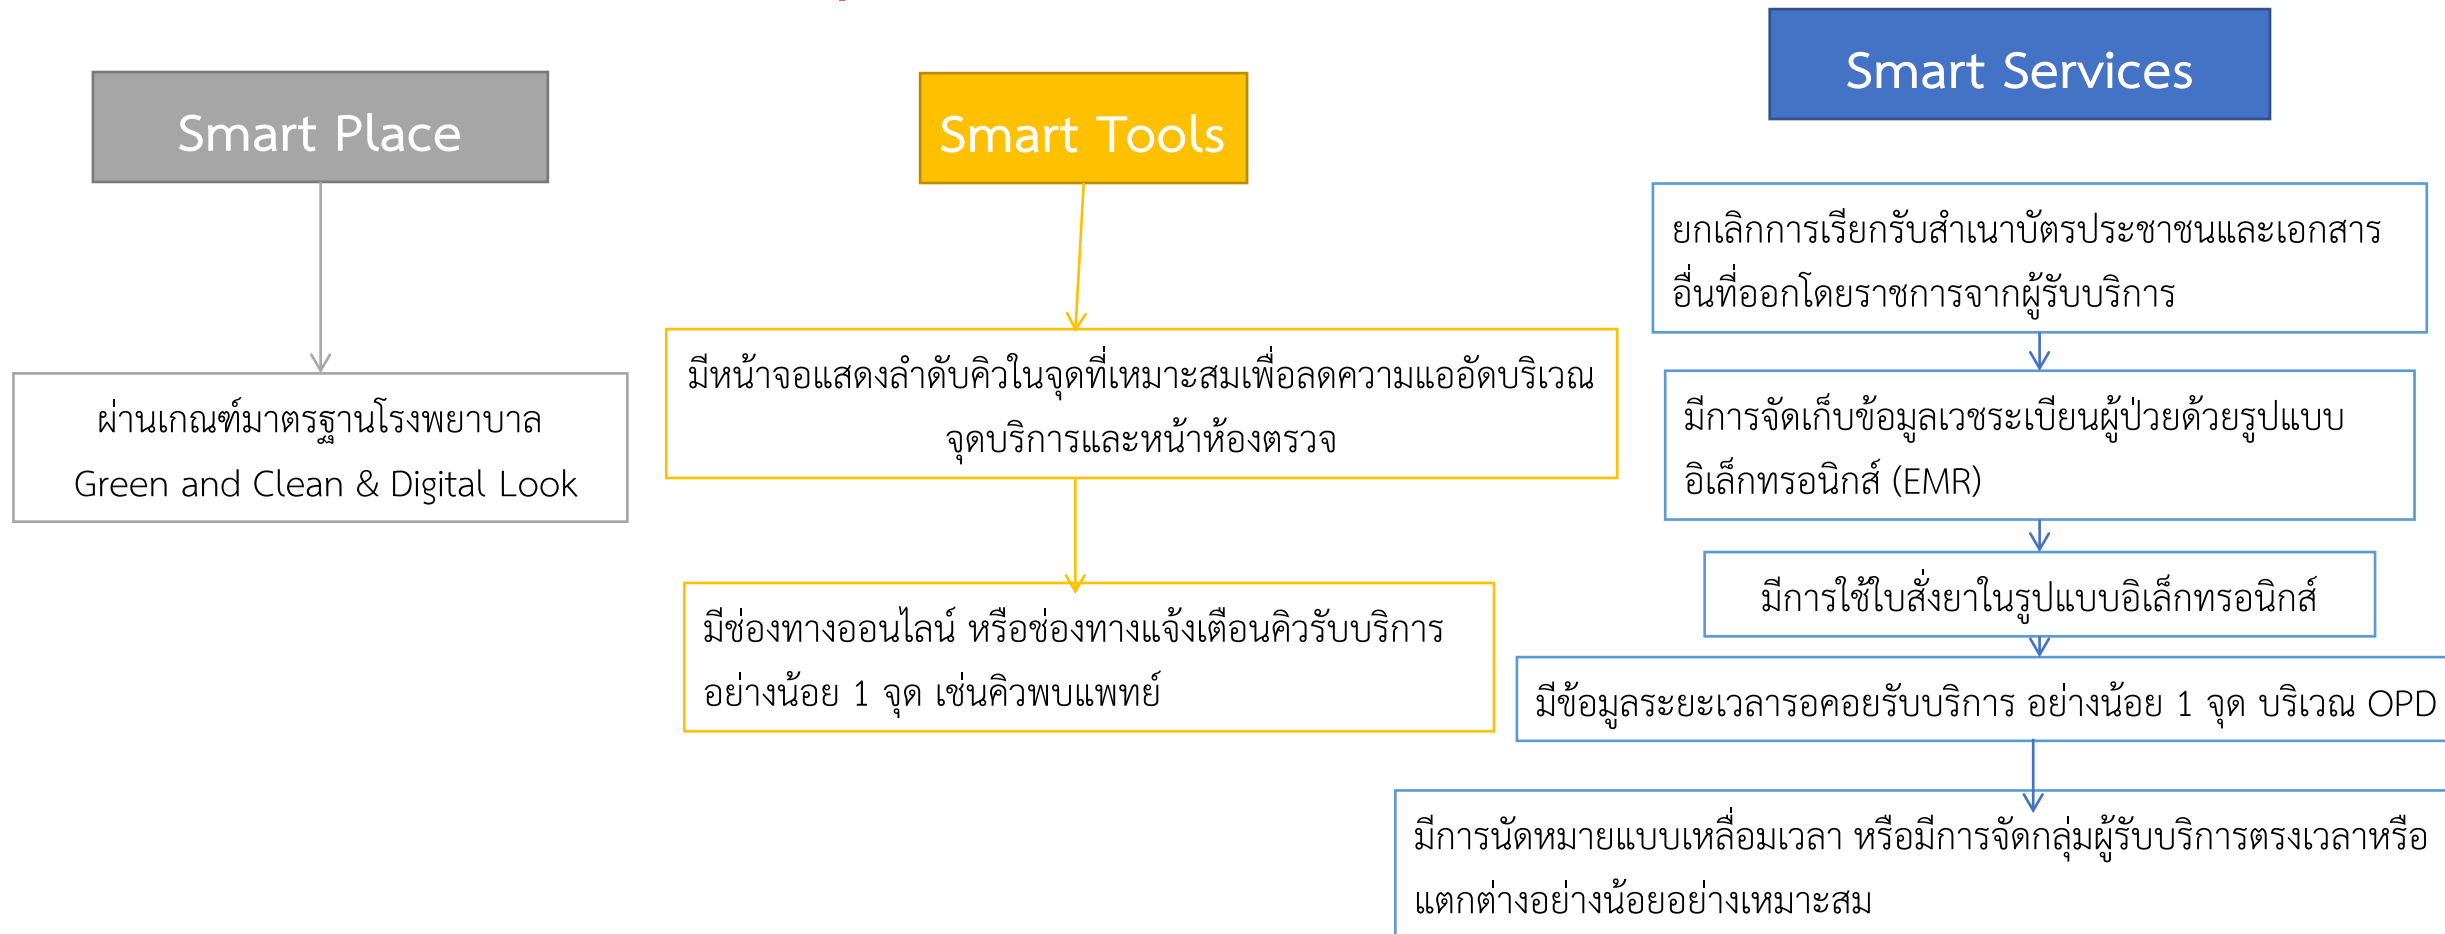 Smart Place
ผ่านเกณฑ์มาตรฐานโรงพยาบาล
Green and Clean & Digital Look
Smart Tools
มีหน้าจอแสดงลำดับคิวในจุดที่เหมาะสมเพื่อลดความแออัดบริเวณ
จุดบริการและหน้าห้องตรวจ
มีช่องทางออนไลน์ หรือช่องทางแจ้งเตือนคิวรับบริการ
อย่างน้อย 1 จุด เช่นคิวพบแพทย์
Smart Services
ยกเลิกการเรียกรับสำเนาบัตรประชาชนและเอกสาร
อื่นที่ออกโดยราชการจากผู้รับบริการ
มีการจัดเก็บข้อมูลเวชระเบียนผู้ป่วยด้วยรูปแบบ
อิเล็กทรอนิกส์ (EMR)
มีการใช้ใบสั่งยาในรูปแบบอิเล็กทรอนิกส์
มีข้อมูลระยะเวลารอคอยรับบริการ อย่างน้อย 1 จุด บริเวณ OPD
มีการนัดหมายแบบเหลื่อมเวลา หรือมีการจัดกลุ่มผู้รับบริการตรงเวลาหรือ
แตกต่างอย่างน้อยอย่างเหมาะสม